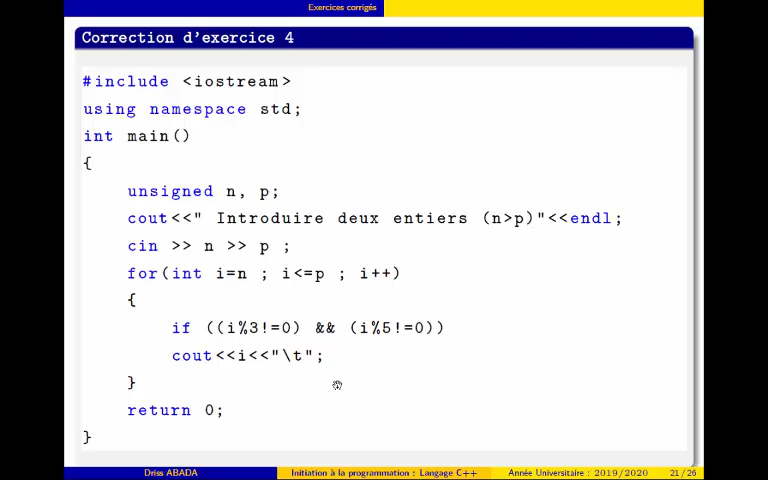 Exercices corrigés
Correction d'exercice 4
#include <iostream>
using namespace std;
int main()
{
unsigned n, p;
cout<<" Introduire deux entiers (n>p)"<<endl;
cin >> n >> p ;
for(int i=n ; i<=p ; i++)
{
if ((i%3!=0) && (i%5!=0))
cout<<i<<"\t";
}
return 0;
}
Driss ABADA Initiation à la programmation : Langage C++ Année Universitaire : 2019/2020 21/26